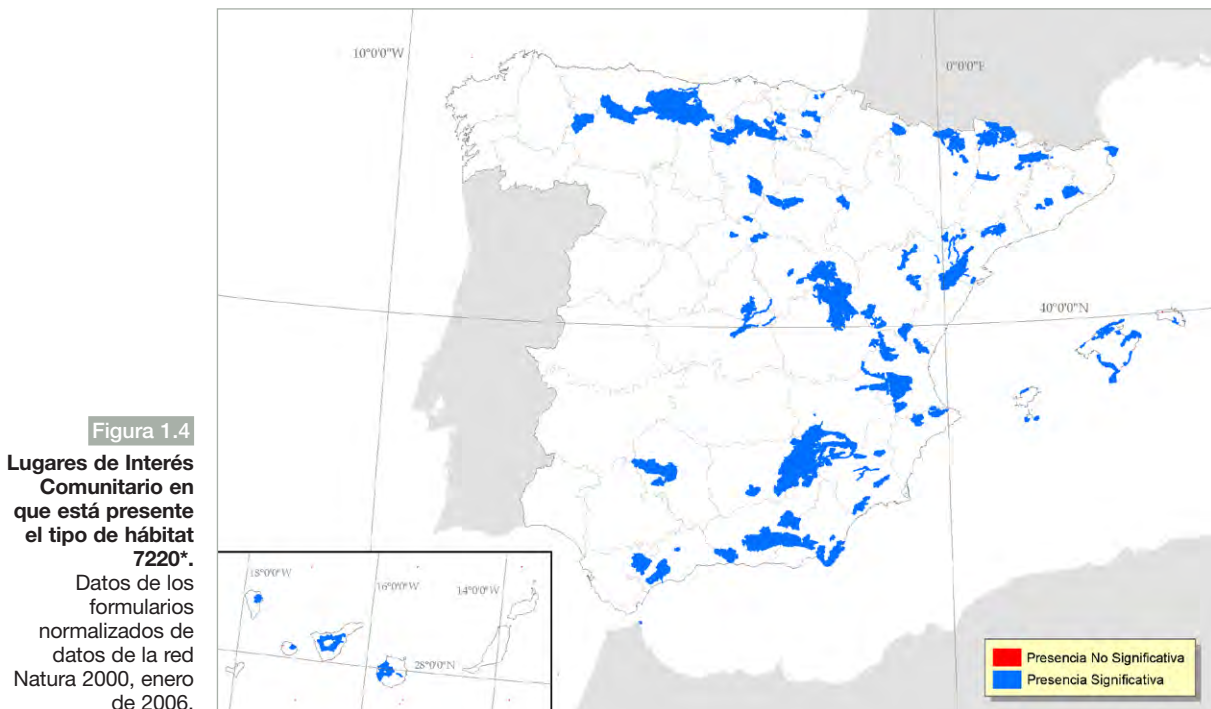 10°0'0"W
0°0'0"E
40°0'0"N
Figura 1.4
Lugares de Interés
Comunitario en
que está presente
el tipo de hábitat
7220*.
Datos de los
formularios
normalizados de
datos de la red
Natura 2000, enero
de 2006.
18°0'0"W
16°0'0"W
14°0'0"W
28°0'0"N
Presencia No Significativa
Presencia Significativa